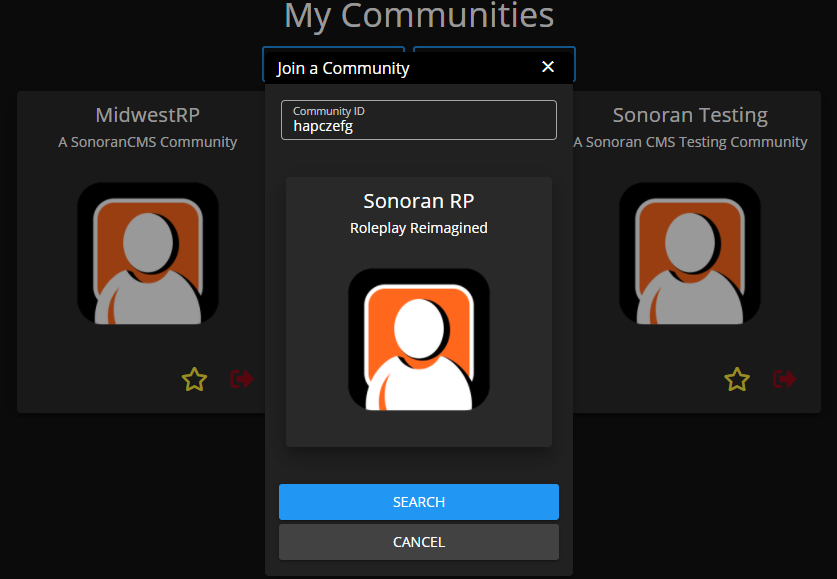 My Communities
Join a Community
Community ID
hapczefg
MidwestRP
A SonoranCMS Community
Sonoran RP
Roleplay Reimagined
Sonoran Testing
A Sonoran CMS Testing Community
SEARCH
CANCEL